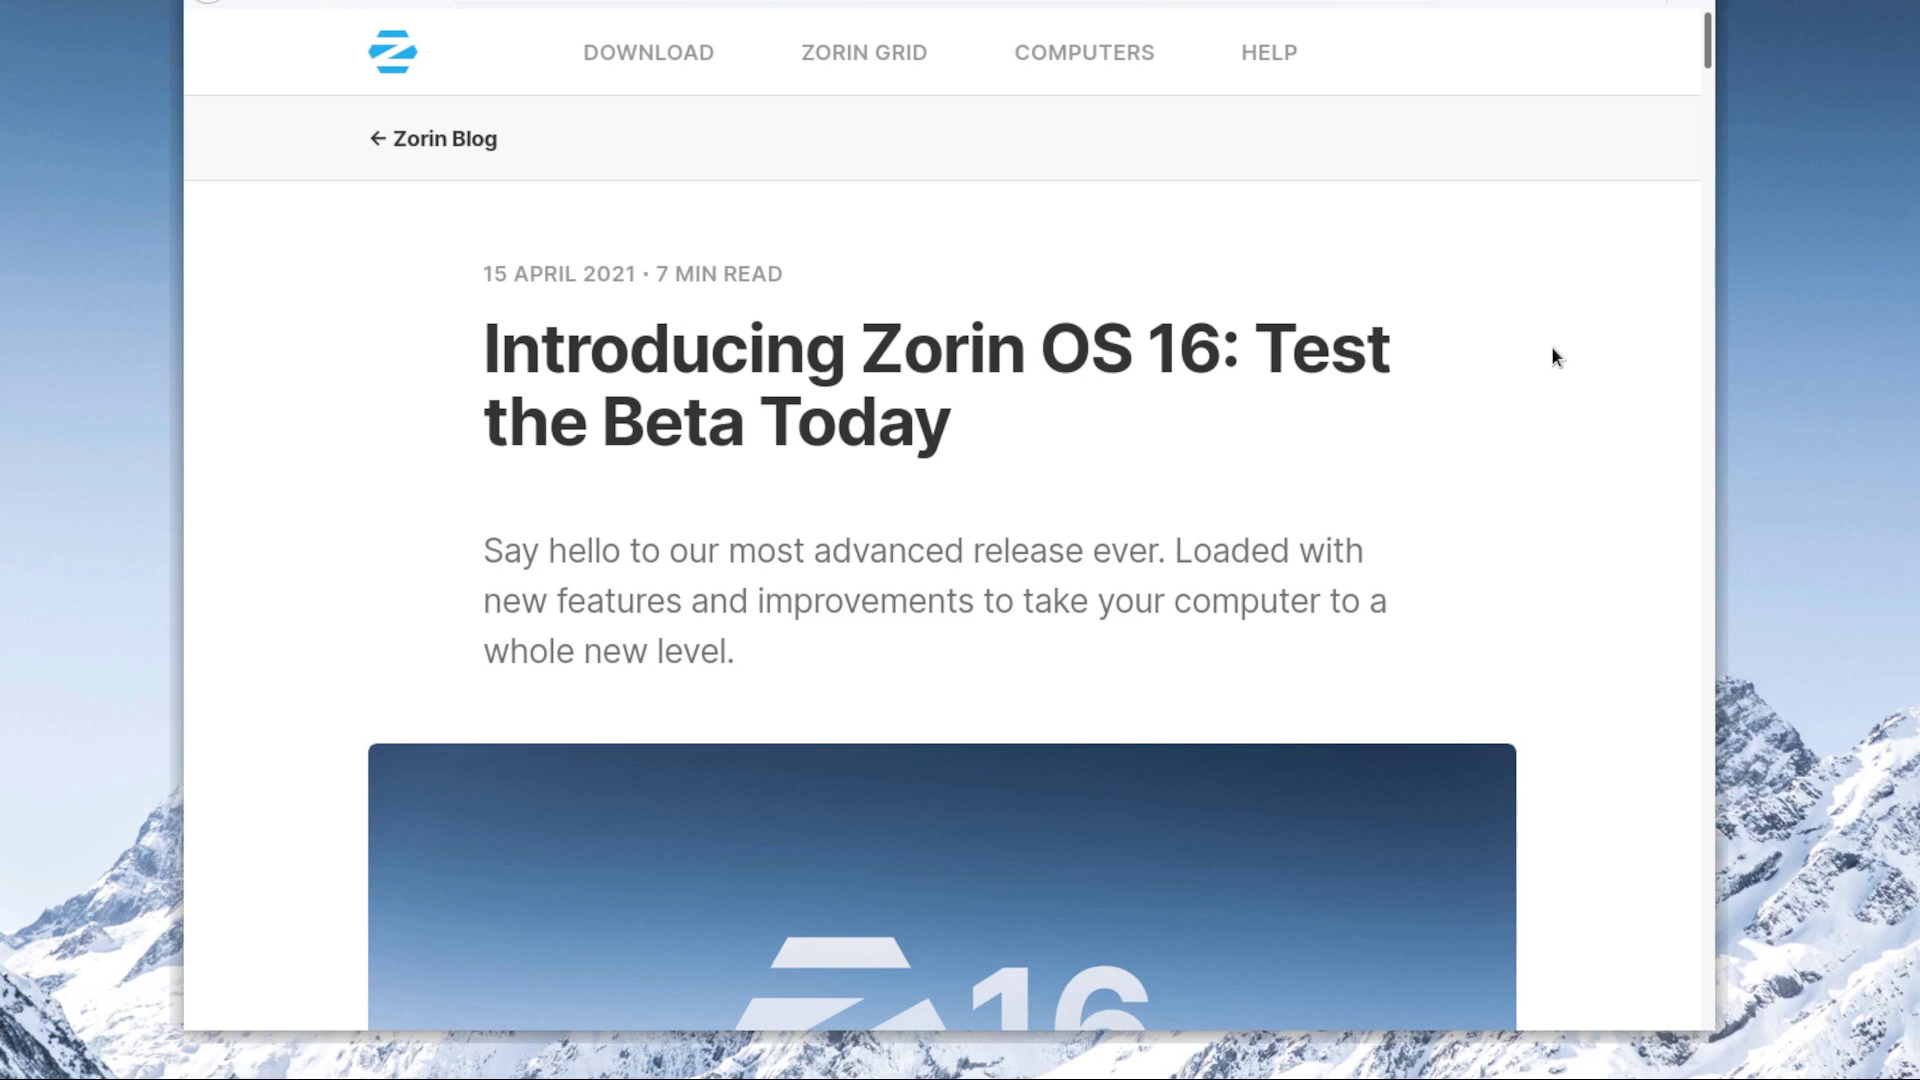 DOWNLOAD ZORIN GRID COMPUTERS HELP
← Zorin Blog
15 APRIL 2021 • 7 MIN READ
Introducing Zorin OS 16: Test
the Beta Today
Say hello to our most advanced release ever. Loaded with
new features and improvements to take your computer to a
whole new level.
16